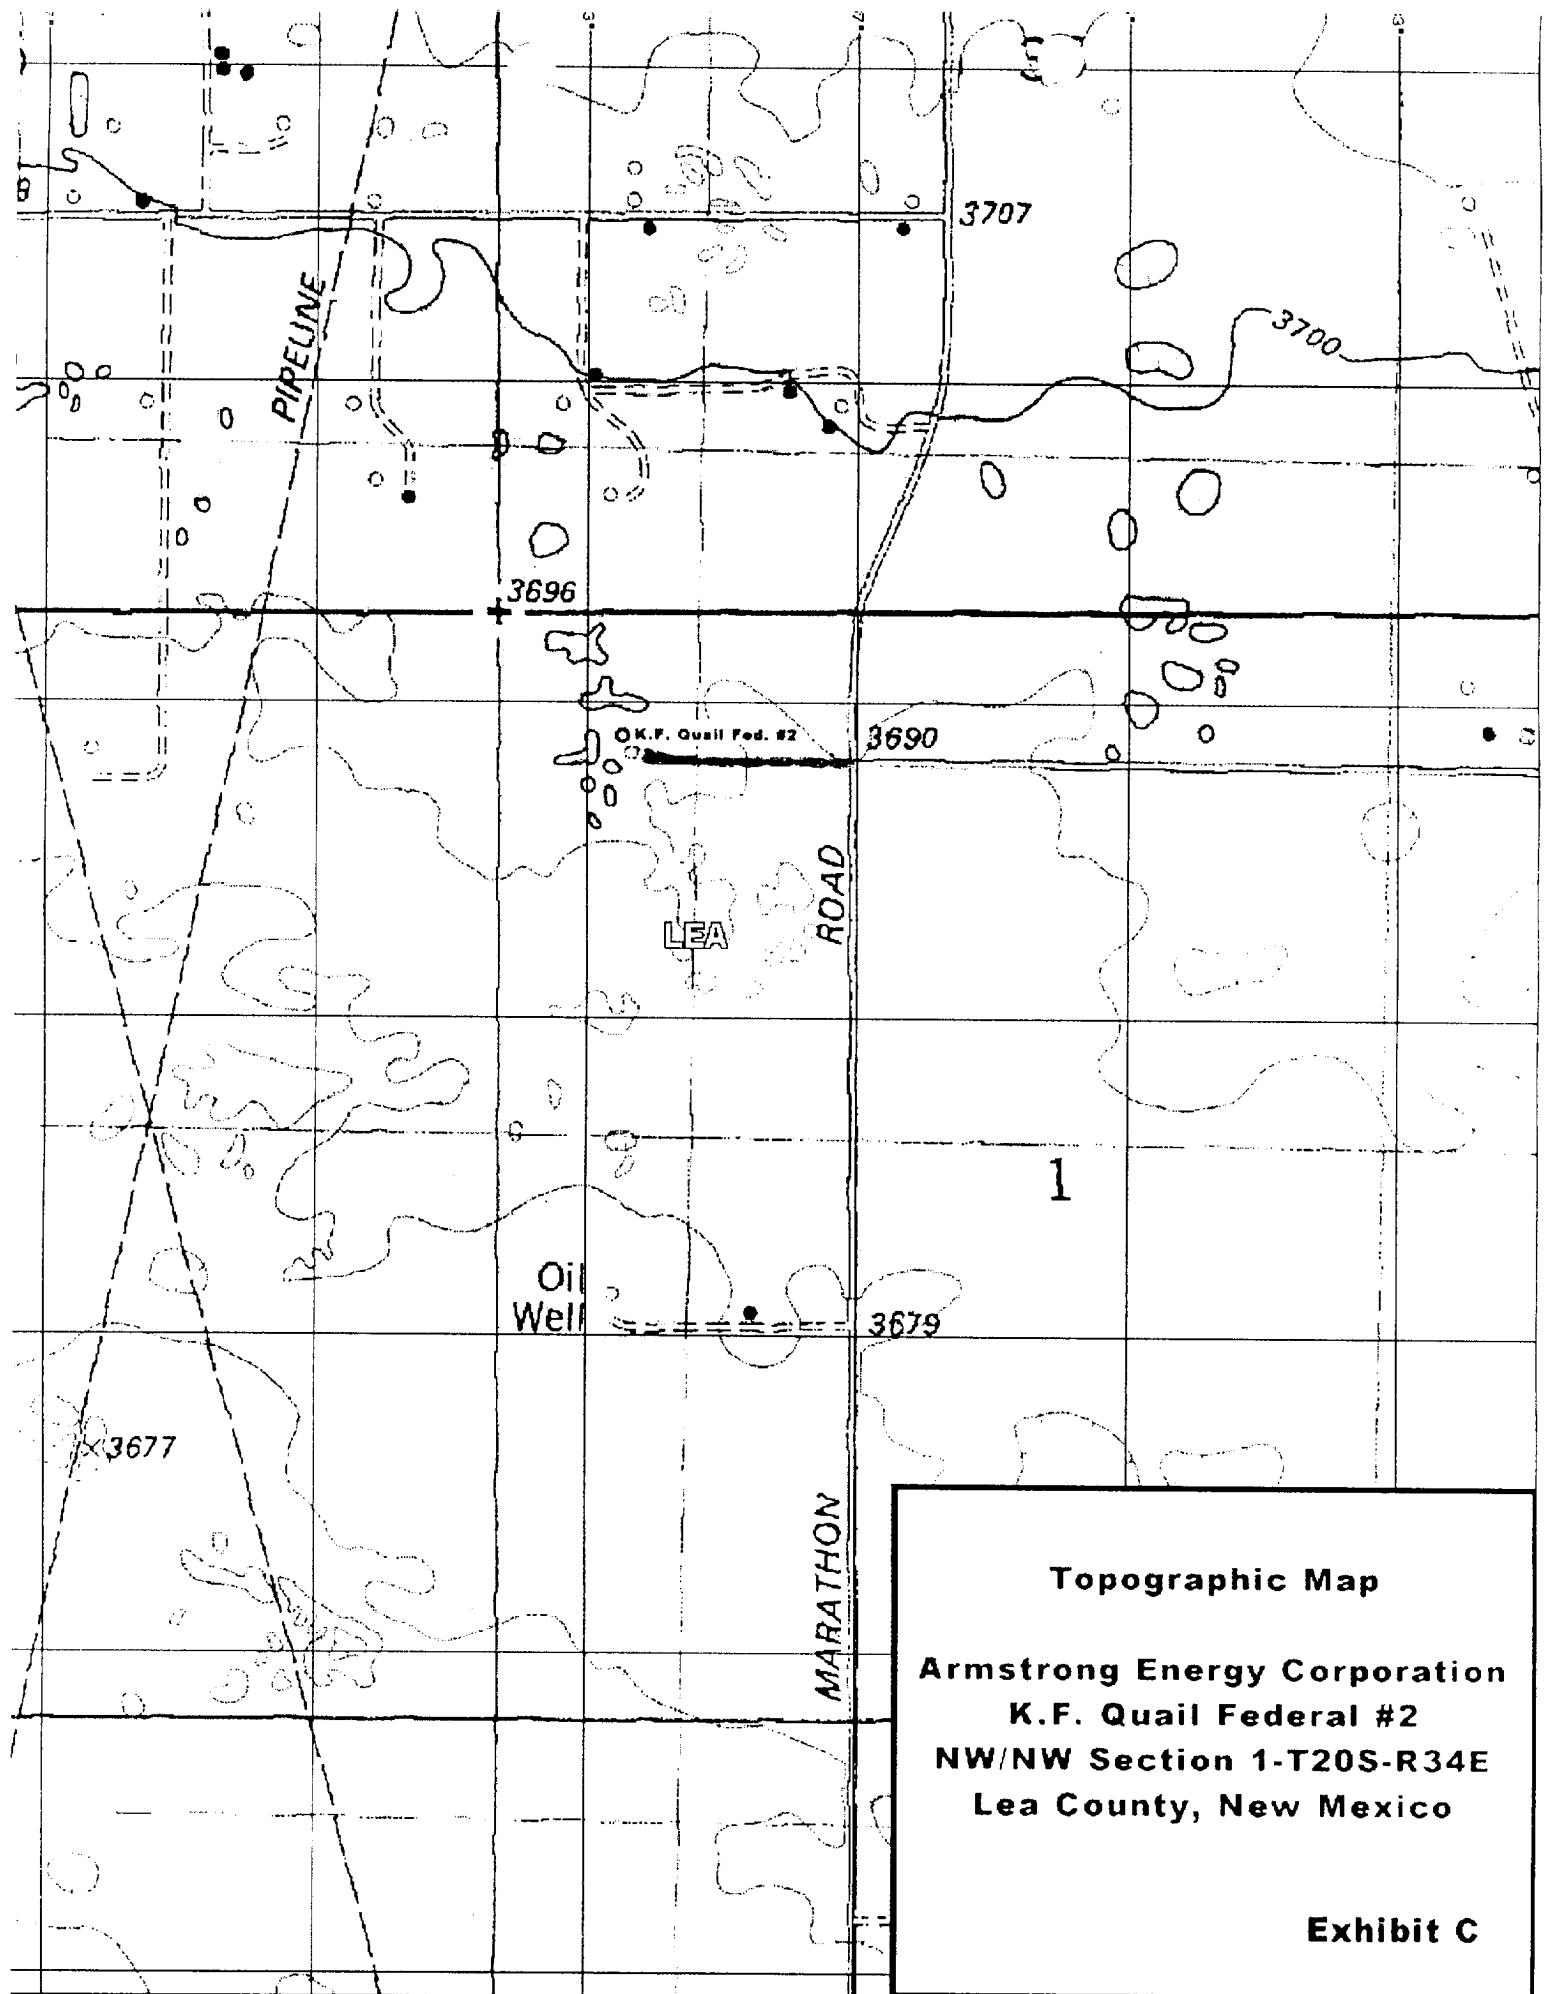 3707
PIPELINE
3700
3696
K.F. Quail Fed. #2
3690
ROAD
LEA
1
Oil
Well
3679
3677
MARATHON
Topographic Map
Armstrong Energy Corporation
K.F. Quail Federal #2
NW/NW Section 1-T20S-R34E
Lea County, New Mexico
Exhibit C